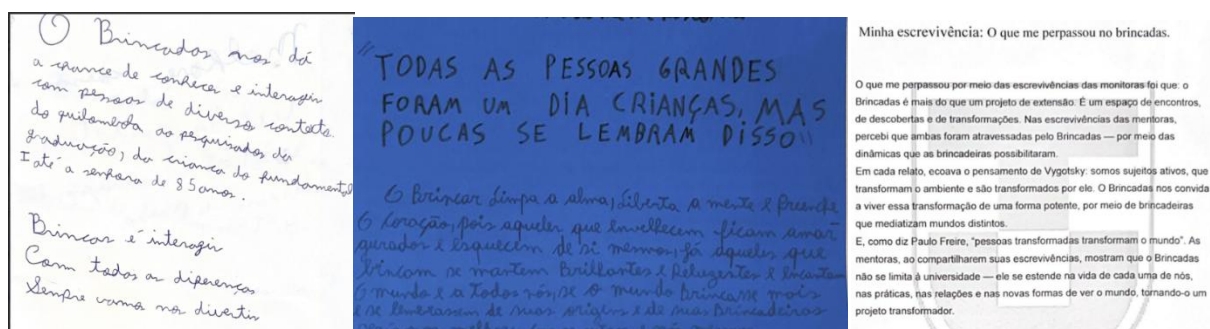 O Brincadas nos dá
a chance de conhecer e interagir
com pessoas de diversos contexto
do quilombola ao pesquisador da
graduação, da criança do fundamental
I até a senhora de 85 anos.
Brincar é interagir
Com todas as diferenças
Sempre vamos nos divertir
"TODAS AS PESSOAS GRANDES
FORAM UM DIA CRIANÇAS, MAS
POUCAS SE LEMBRAM DISSO"
O Brincar limpa a alma, liberta a mente e preenche
O coração, pois aqueles que envelhecem ficam amar
gurados e esquecem de si mesmos, já aqueles que
brincam se mantem Brilhantes e Relugentes e encantam
O mundo e a Todos nós, se o mundo brincasse mais
e se lembrassem de suas origens e de suas Brincadeiras
Minha escrevivência: O que me perpassou no brincadas.
O que me perpassou por meio das escrevivências das monitoras foi que: o
Brincadas é mais do que um projeto de extensão. É um espaço de encontros,
de descobertas e de transformações. Nas escrevivências das mentoras,
percebi que ambas foram atravessadas pelo Brincadas — por meio das
dinâmicas que as brincadeiras possibilitaram.
Em cada relato, ecoava o pensamento de Vygotsky: somos sujeitos ativos, que
transformam o ambiente e são transformados por ele. O Brincadas nos convida
a viver essa transformação de uma forma potente, por meio de brincadeiras
que mediatizam mundos distintos.
E, como diz Paulo Freire, "pessoas transformadas transformam o mundo". As
mentoras, ao compartilharem suas escrevivências, mostram que o Brincadas
não se limita à universidade — ele se estende na vida de cada uma de nós,
nas práticas, nas relações e nas novas formas de ver o mundo, tornando-o um
projeto transformador.